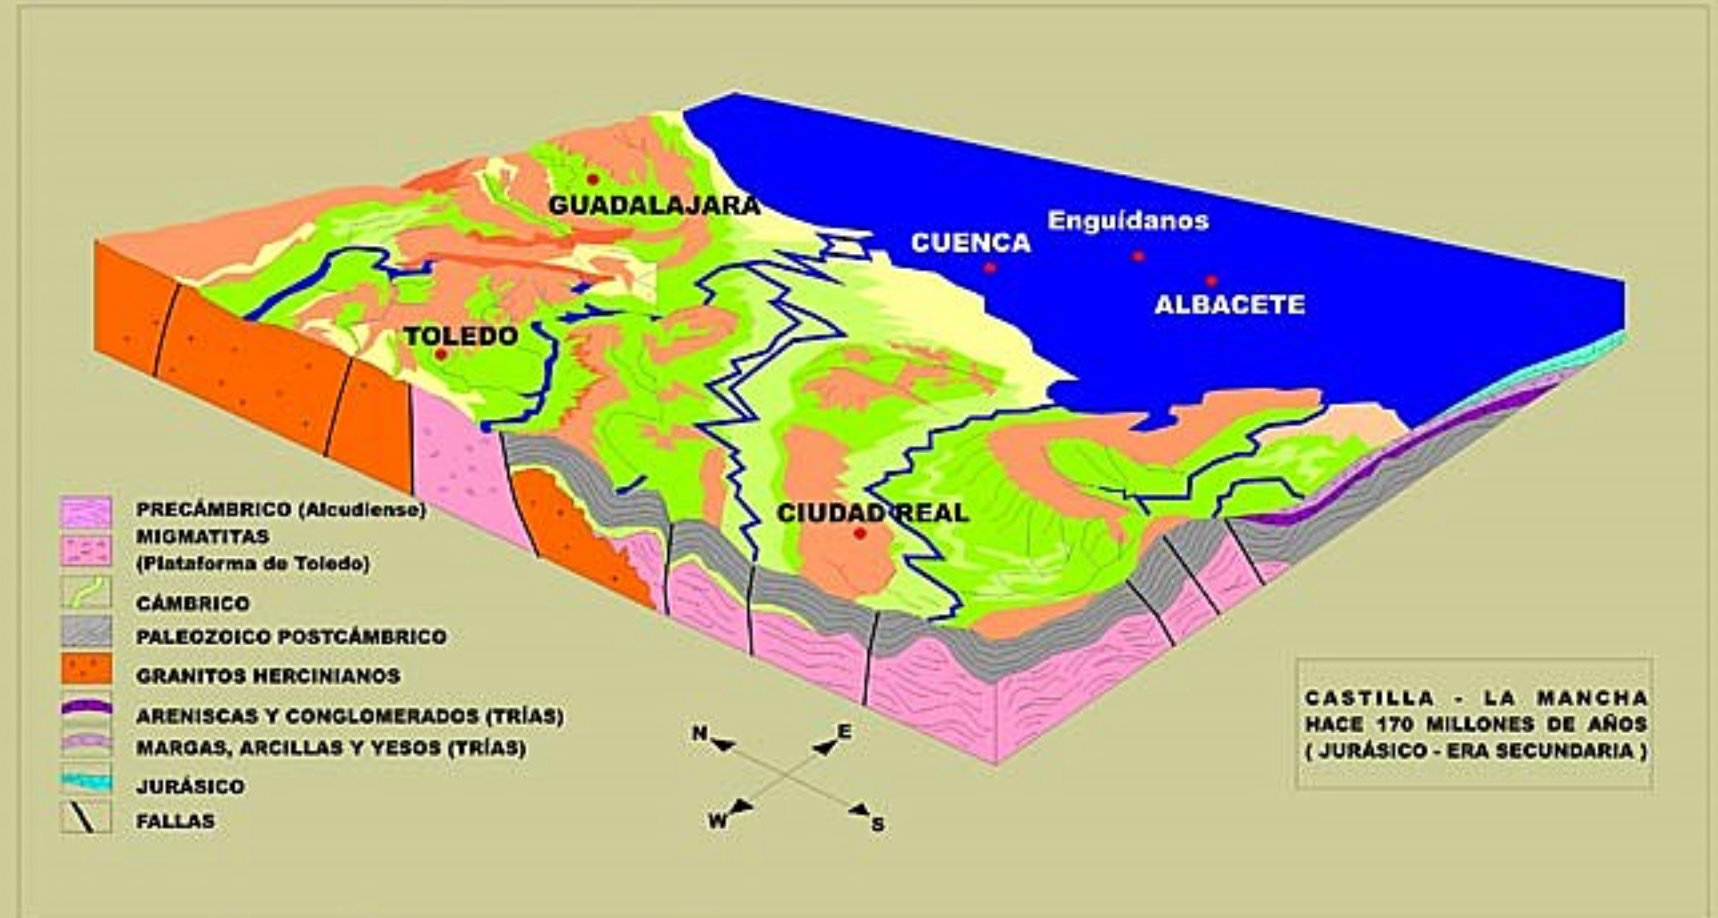 GUADALAJARA
Enguídanos
CUENCA
ALBACETE
TOLEDO
CIUDAD REAL
PRECÁMBRICO (Alcudiense)
MIGMATITAS
(Plataforma de Toledo)
CÁMBRICO
PALEOZOICO POSTCÁMBRICO
GRANITOS HERCINIANOS
ARENISCAS Y CONGLOMERADOS (TRÍAS)
MARGAS, ARCILLAS Y YESOS (TRÍAS)
JURÁSICO
FALLAS
N
E
W
S
CASTILLA - LA MANCHA
HACE 170 MILLONES DE AÑOS
( JURÁSICO - ERA SECUNDARIA )